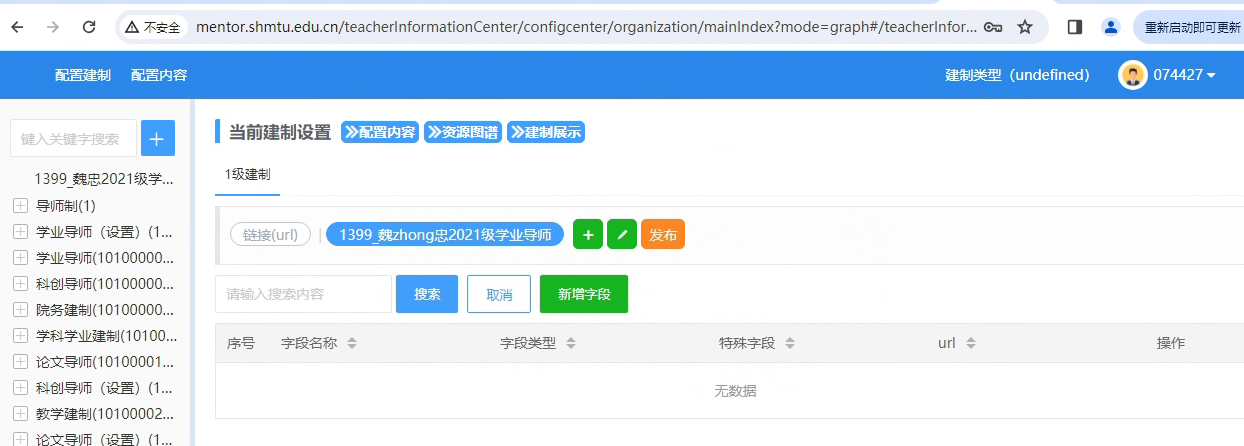 不安全 mentor.shmtu.edu.cn/teacherInformationCenter/configcenter/organization/mainIndex?mode=graph#/teacherInfor... 重新启动即可更新
配置建制 配置内容 建制类型（undefined） 074427
键入关键字搜索 +
1399_魏忠2021级学...
导师制(1)
学业导师（设置）(1...
学业导师(10100000...
科创导师(10100000...
院务建制(10100000...
学科学业建制(10100...
论文导师(10100001...
科创导师（设置）(1...
教学建制(10100002...
论文导师（设置）(1...
当前建制设置 配置内容 资源图谱 建制展示
1级建制
链接(url) | 1399_魏zhong忠2021级学业导师 + 发布
请输入搜索内容 搜索 取消 新增字段
序号 字段名称 字段类型 特殊字段 url 操作
无数据